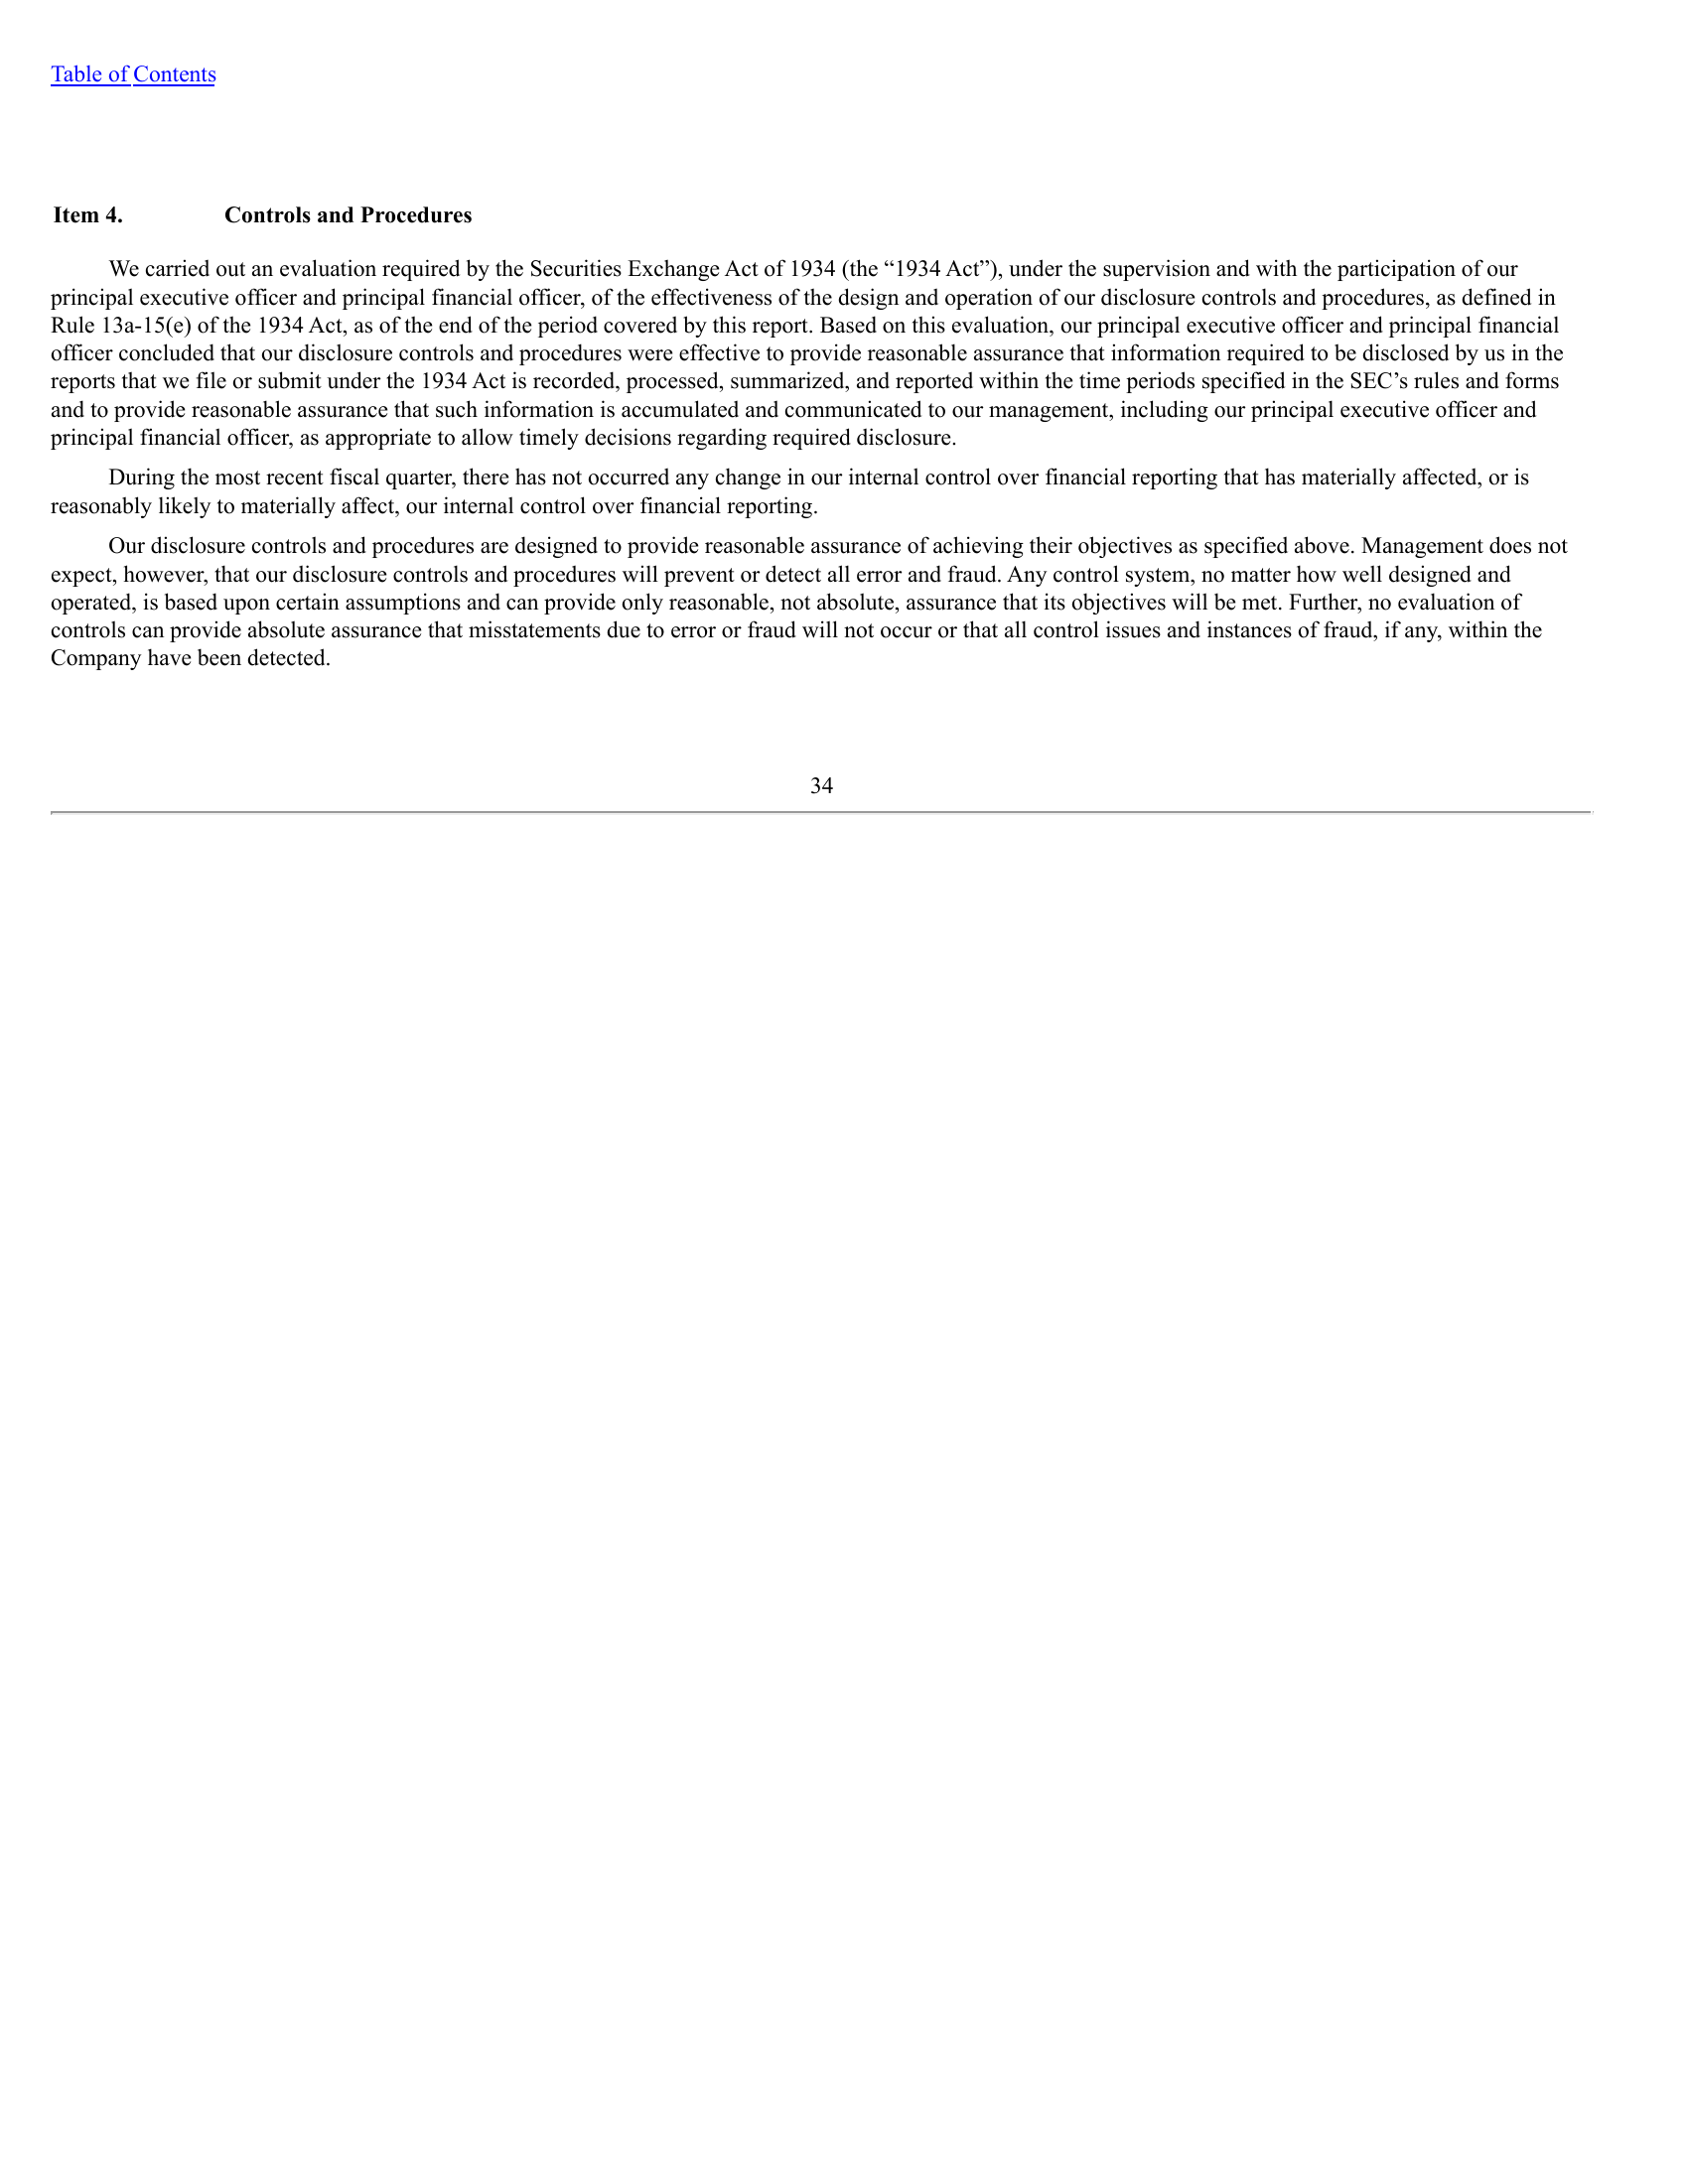 Table of Contents
Item 4. Controls and Procedures
We carried out an evaluation required by the Securities Exchange Act of 1934 (the “1934 Act”), under the supervision and with the participation of our
principal executive officer and principal financial officer, of the effectiveness of the design and operation of our disclosure controls and procedures, as defined in
Rule 13a-15(e) of the 1934 Act, as of the end of the period covered by this report. Based on this evaluation, our principal executive officer and principal financial
officer concluded that our disclosure controls and procedures were effective to provide reasonable assurance that information required to be disclosed by us in the
reports that we file or submit under the 1934 Act is recorded, processed, summarized, and reported within the time periods specified in the SEC’s rules and forms
and to provide reasonable assurance that such information is accumulated and communicated to our management, including our principal executive officer and
principal financial officer, as appropriate to allow timely decisions regarding required disclosure.
During the most recent fiscal quarter, there has not occurred any change in our internal control over financial reporting that has materially affected, or is
reasonably likely to materially affect, our internal control over financial reporting.
Our disclosure controls and procedures are designed to provide reasonable assurance of achieving their objectives as specified above. Management does not
expect, however, that our disclosure controls and procedures will prevent or detect all error and fraud. Any control system, no matter how well designed and
operated, is based upon certain assumptions and can provide only reasonable, not absolute, assurance that its objectives will be met. Further, no evaluation of
controls can provide absolute assurance that misstatements due to error or fraud will not occur or that all control issues and instances of fraud, if any, within the
Company have been detected.
34